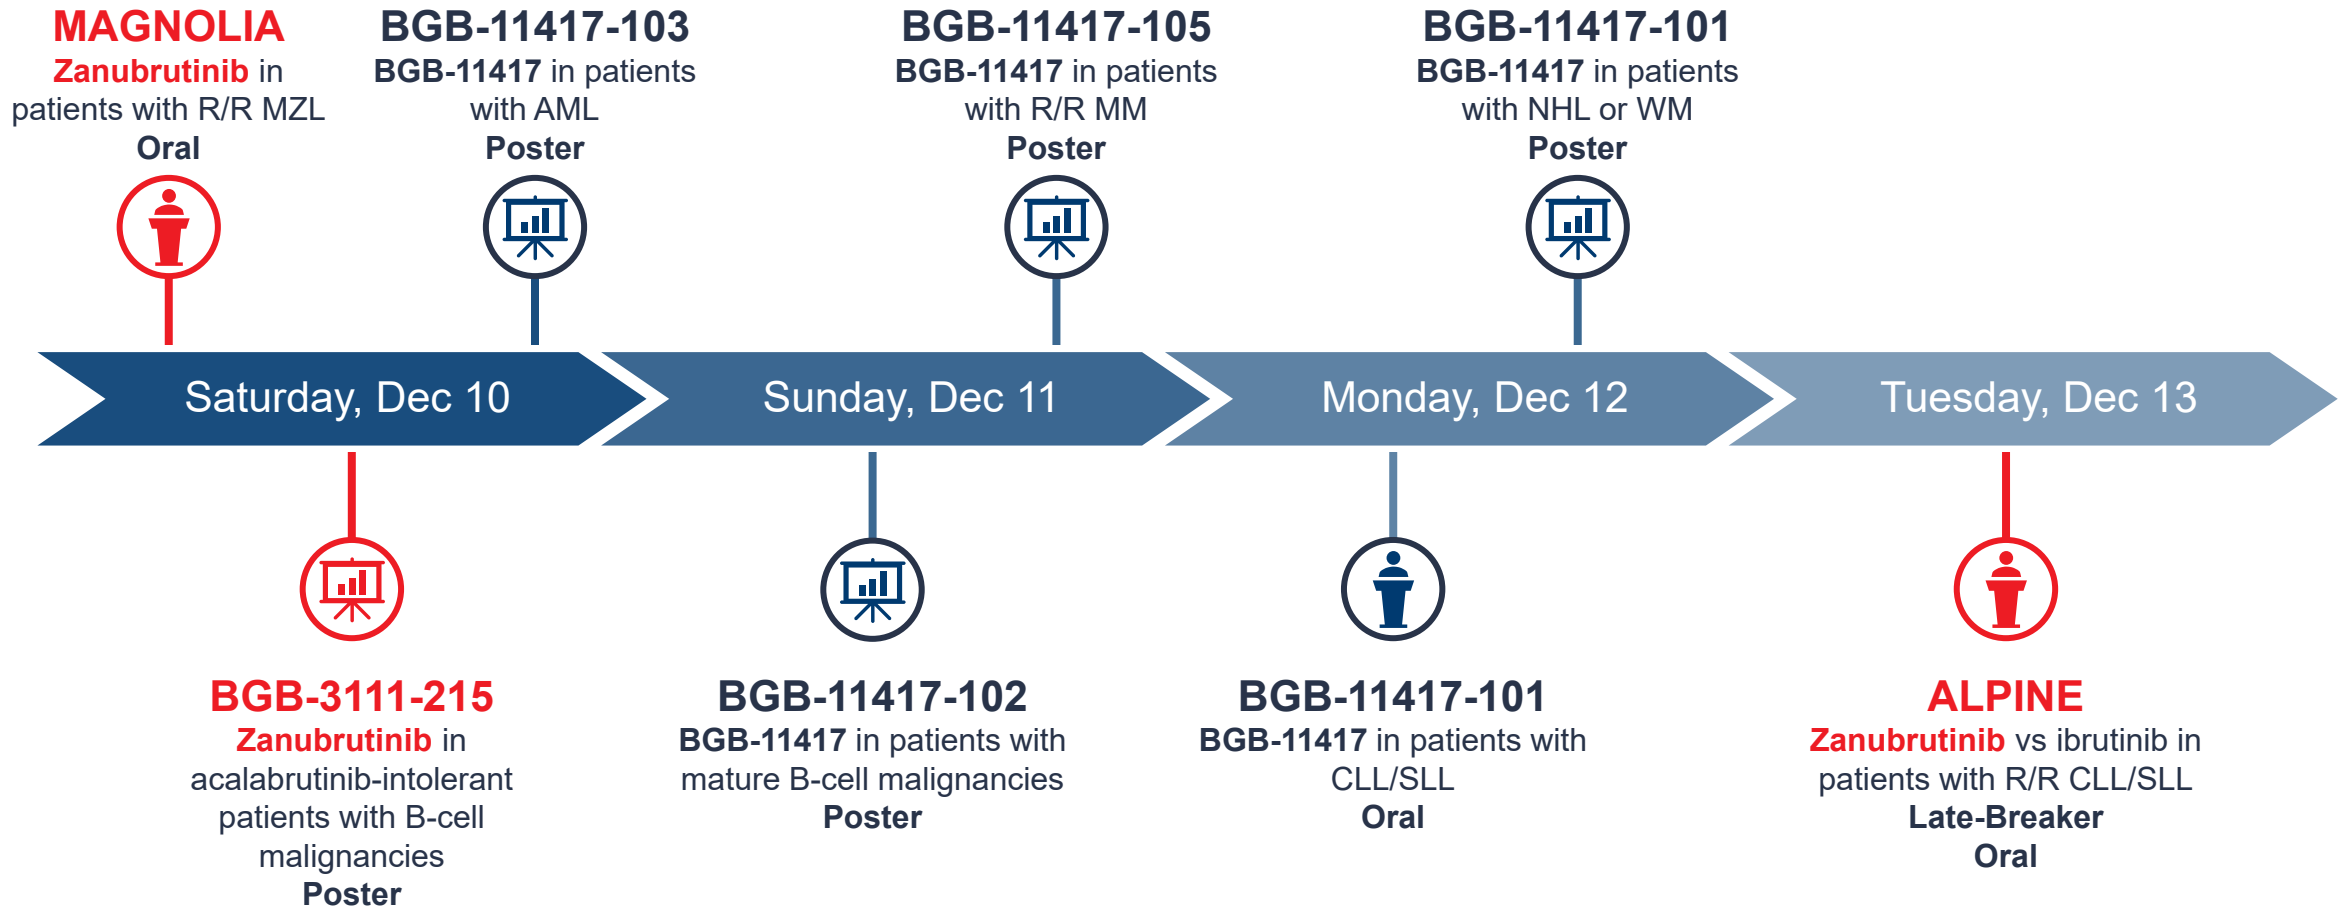 MAGNOLIA
Zanubrutinib in
patients with R/R MZL
Oral
BGB-11417-103
BGB-11417 in patients
with AML
Poster
BGB-11417-105
BGB-11417 in patients
with R/R MM
Poster
BGB-11417-101
BGB-11417 in patients
with NHL or WM
Poster
Saturday, Dec 10
Sunday, Dec 11
Monday, Dec 12
Tuesday, Dec 13
BGB-3111-215
Zanubrutinib in
acalabrutinib-intolerant
patients with B-cell
malignancies
Poster
BGB-11417-102
BGB-11417 in patients with
mature B-cell malignancies
Poster
BGB-11417-101
BGB-11417 in patients with
CLL/SLL
Oral
ALPINE
Zanubrutinib vs ibrutinib in
patients with R/R CLL/SLL
Late-Breaker
Oral